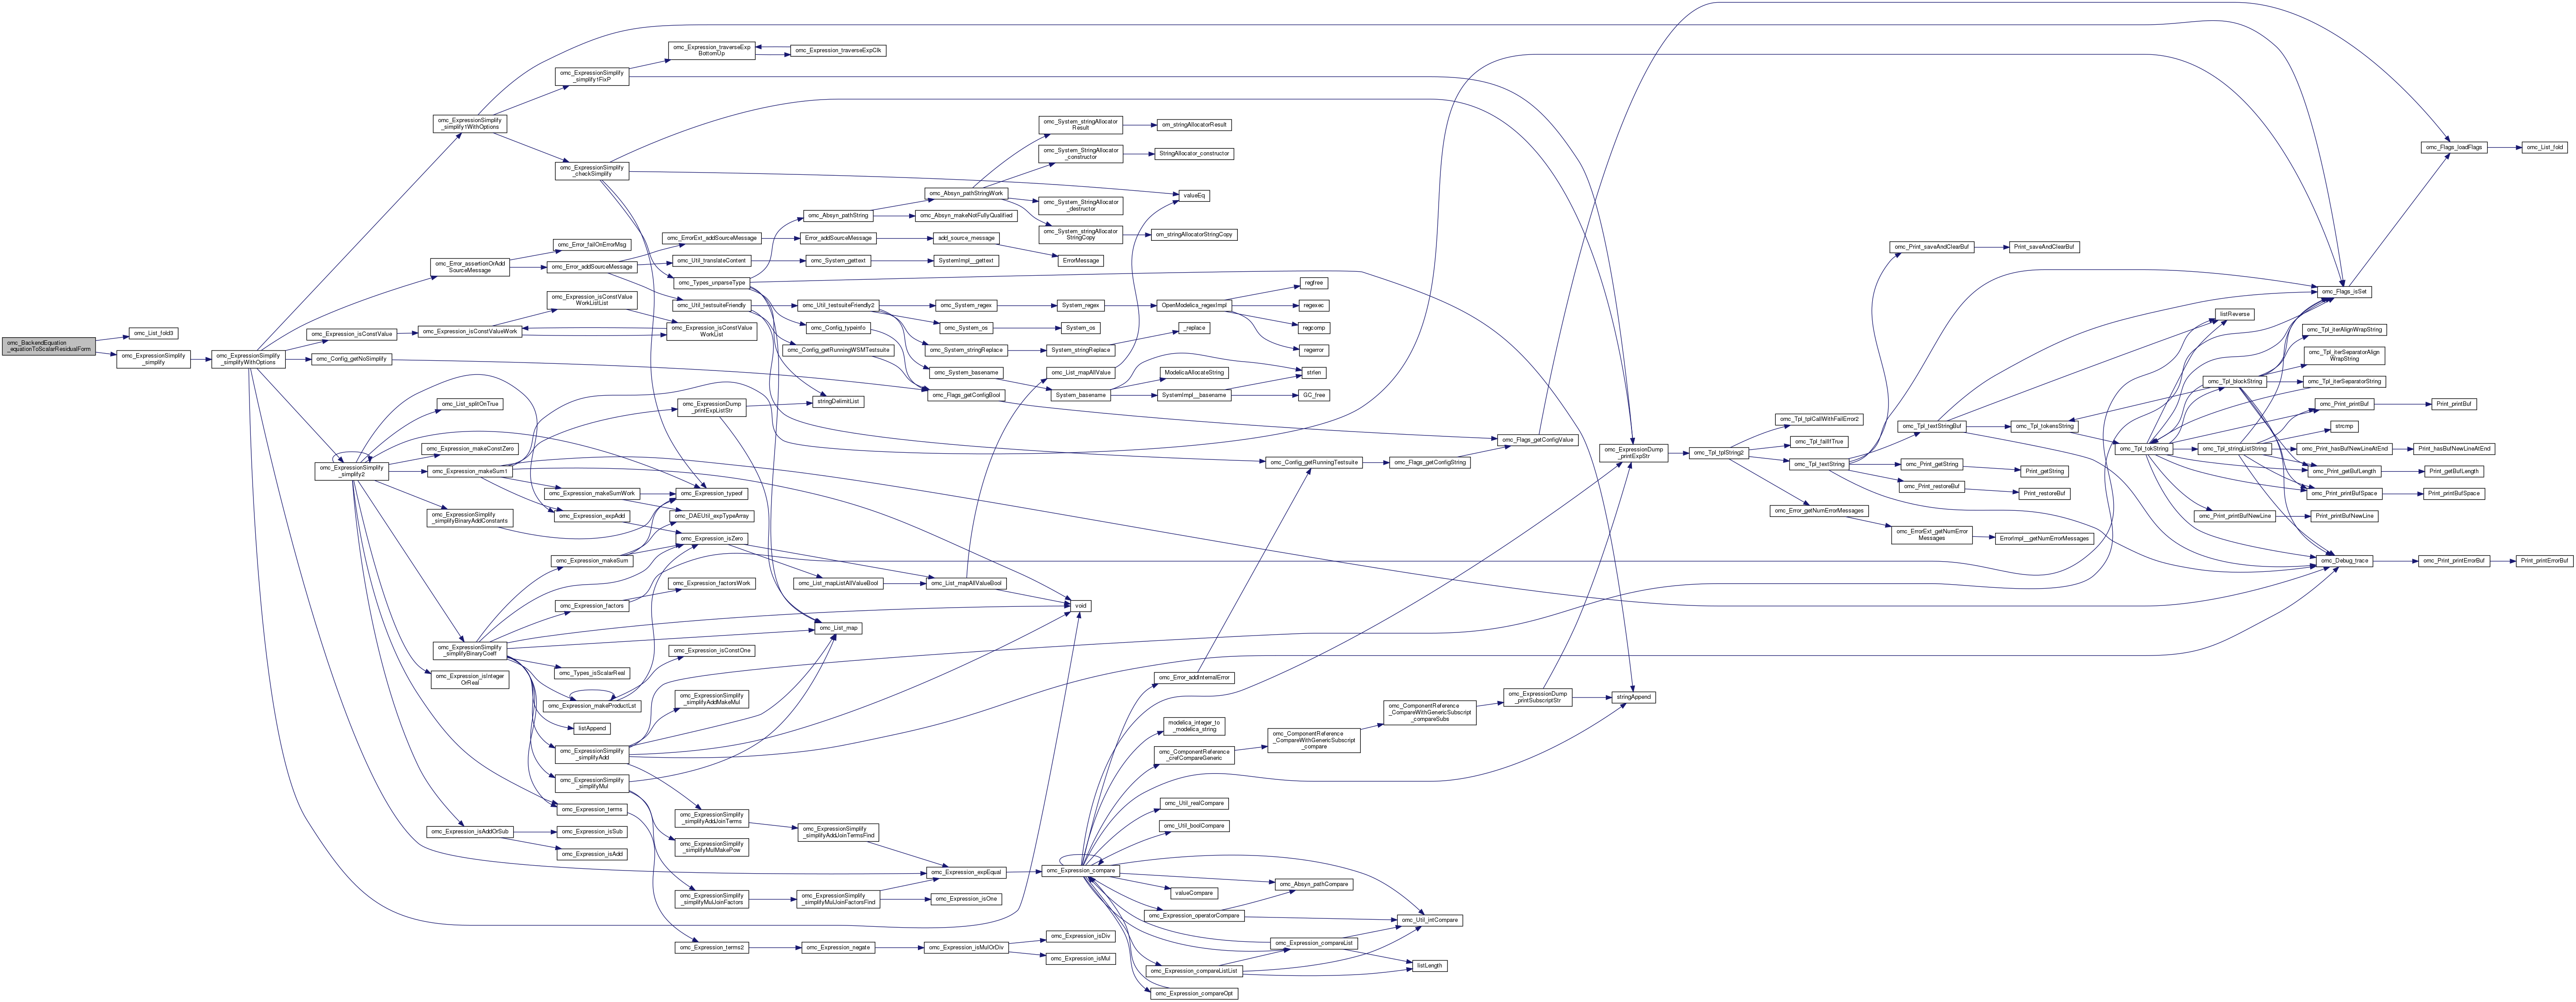 omc_BackendEquation
_equationToScalarResidualForm
omc_List_fold3
omc_ExpressionSimplify
_simplify
omc_ExpressionSimplify
_simplifyWithOptions
omc_ExpressionSimplify
_simplify1WithOptions
omc_Error_assertionOrAdd
SourceMessage
omc_Expression_isConstValue
omc_Config_getNoSimplify
omc_ExpressionSimplify
_simplify2
omc_ExpressionSimplify
_simplify1FixP
omc_ExpressionSimplify
_checkSimplify
omc_Expression_traverseExp
BottomUp
omc_Expression_traverseExpClk
omc_Error_failOnErrorMsg
omc_Error_addSourceMessage
omc_Expression_isConstValueWork
omc_Expression_isConstValue
WorkListList
omc_Expression_isConstValue
WorkList
omc_ErrorExt_addSourceMessage
omc_Util_translateContent
omc_Types_unparseType
omc_Util_testsuiteFriendly
omc_Absyn_pathString
omc_Absyn_makeNotFullyQualified
omc_Absyn_pathStringWork
omc_System_stringAllocator
Result
om_stringAllocatorResult
omc_System_StringAllocator
_constructor
StringAllocator_constructor
omc_System_StringAllocator
_destructor
omc_System_stringAllocator
StringCopy
om_stringAllocatorStringCopy
valueEq
Error_addSourceMessage
add_source_message
ErrorMessage
omc_System_gettext
SystemImpl__gettext
omc_Util_testsuiteFriendly2
omc_Config_typeinfo
omc_Config_getRunningWSMTestsuite
omc_System_regex
System_regex
OpenModelica_regexImpl
regfree
regexec
regcomp
regerror
omc_System_os
System_os
omc_System_stringReplace
System_stringReplace
_replace
omc_System_basename
System_basename
ModelicaAllocateString
SystemImpl__basename
strlen
GC_free
omc_Flags_getConfigBool
stringDelimitList
omc_List_mapAllValue
omc_List_splitOnTrue
omc_Expression_makeConstZero
omc_Expression_makeSum1
omc_ExpressionSimplify
_simplifyBinaryAddConstants
omc_ExpressionDump
_printExpListStr
omc_Expression_makeSumWork
omc_Expression_expAdd
omc_Expression_typeof
omc_DAEUtil_expTypeArray
omc_Expression_isZero
omc_Expression_makeSum
omc_Expression_factors
omc_Expression_factorsWork
omc_List_mapListAllValueBool
omc_List_mapAllValueBool
void
omc_List_map
omc_ExpressionSimplify
_simplifyBinaryCoeff
omc_Expression_isInteger
OrReal
omc_Types_isScalarReal
omc_Expression_isConstOne
omc_Expression_makeProductLst
listAppend
omc_ExpressionSimplify
_simplifyAddMakeMul
omc_ExpressionSimplify
_simplifyAdd
omc_ExpressionSimplify
_simplifyMul
omc_Expression_terms
omc_Expression_isAddOrSub
omc_Expression_isSub
omc_Expression_isAdd
omc_ExpressionSimplify
_simplifyAddJoinTerms
omc_ExpressionSimplify
_simplifyAddJoinTermsFind
omc_ExpressionSimplify
_simplifyMulMakePow
omc_ExpressionSimplify
_simplifyMulJoinFactors
omc_ExpressionSimplify
_simplifyMulJoinFactorsFind
omc_Expression_expEqual
omc_Expression_isOne
omc_Expression_terms2
omc_Expression_negate
omc_Expression_isMulOrDiv
omc_Expression_isDiv
omc_Expression_isMul
omc_Expression_compare
omc_Error_addInternalError
modelica_integer_to
_modelica_string
omc_ComponentReference
_crefCompareGeneric
omc_ComponentReference
_CompareWithGenericSubscript
_compare
omc_ComponentReference
_CompareWithGenericSubscript
_compareSubs
omc_ExpressionDump
_printSubscriptStr
stringAppend
omc_Util_realCompare
omc_Util_boolCompare
valueCompare
omc_Absyn_pathCompare
omc_Expression_operatorCompare
omc_Util_intCompare
omc_Expression_compareList
omc_Expression_compareListList
listLength
omc_Expression_compareOpt
omc_Config_getRunningTestsuite
omc_Flags_getConfigString
omc_Flags_getConfigValue
omc_ExpressionDump
_printExpStr
omc_Tpl_tplString2
omc_Tpl_tplCallWithFailError2
omc_Tpl_failIfTrue
omc_Tpl_textString
omc_Error_getNumErrorMessages
omc_ErrorExt_getNumError
Messages
ErrorImpl__getNumErrorMessages
omc_Print_saveAndClearBuf
Print_saveAndClearBuf
omc_Tpl_textStringBuf
omc_Print_getString
Print_getString
omc_Print_restoreBuf
Print_restoreBuf
omc_Tpl_tokensString
omc_Tpl_tokString
listReverse
omc_Tpl_blockString
omc_Tpl_stringListString
omc_Print_printBufNewLine
Print_printBufNewLine
omc_Flags_isSet
omc_Tpl_iterAlignWrapString
omc_Tpl_iterSeparatorAlign
WrapString
omc_Tpl_iterSeparatorString
omc_Print_printBuf
Print_printBuf
strcmp
omc_Print_hasBufNewLineAtEnd
Print_hasBufNewLineAtEnd
omc_Print_getBufLength
Print_getBufLength
omc_Print_printBufSpace
Print_printBufSpace
omc_Debug_trace
omc_Print_printErrorBuf
Print_printErrorBuf
omc_Flags_loadFlags
omc_List_fold